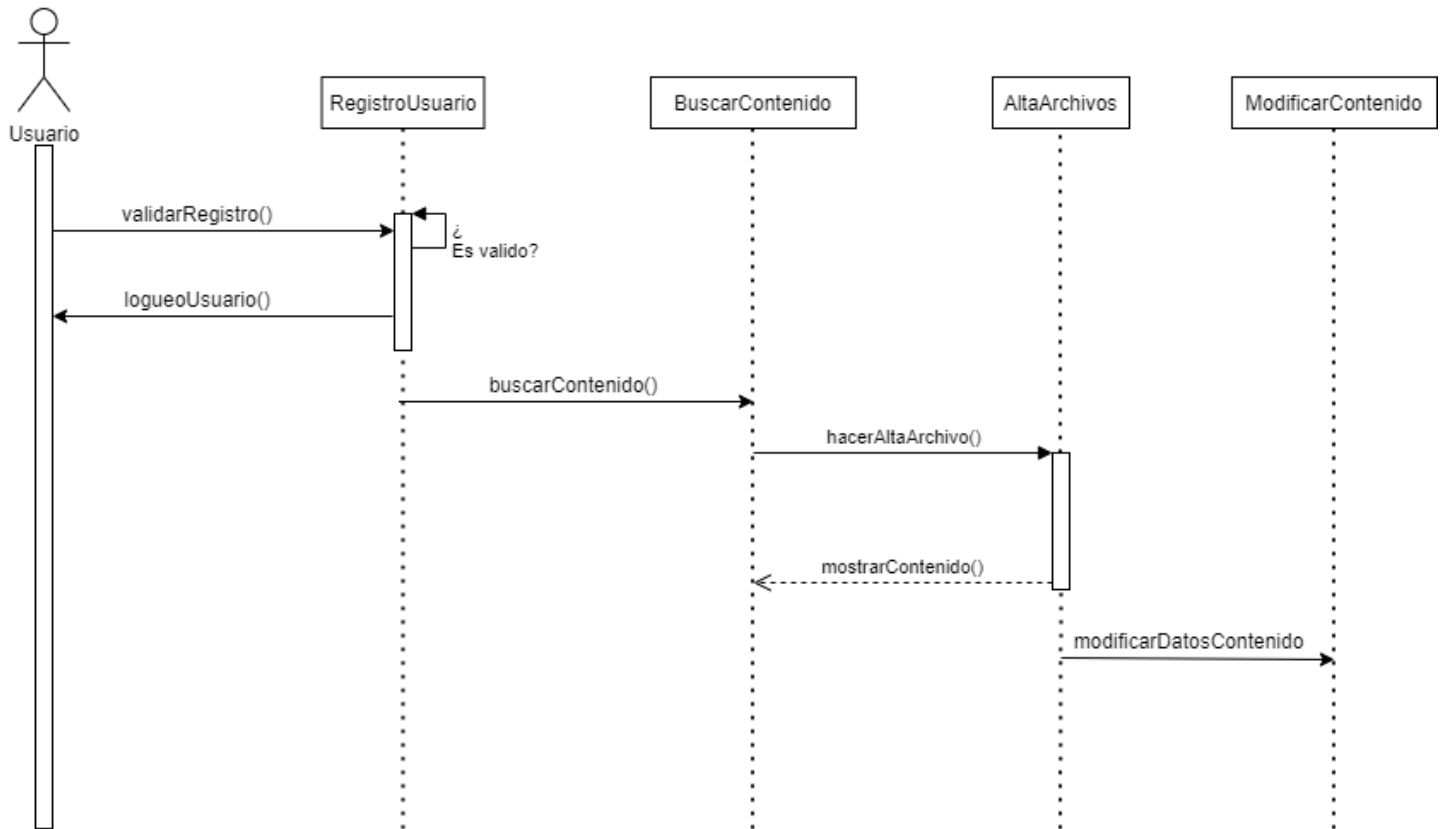 Usuario
RegistroUsuario
BuscarContenido
AltaArchivos
ModificarContenido
validarRegistro()
¿
Es valido?
logueoUsuario()
buscarContenido()
hacerAltaArchivo()
mostrarContenido()
modificarDatosContenido